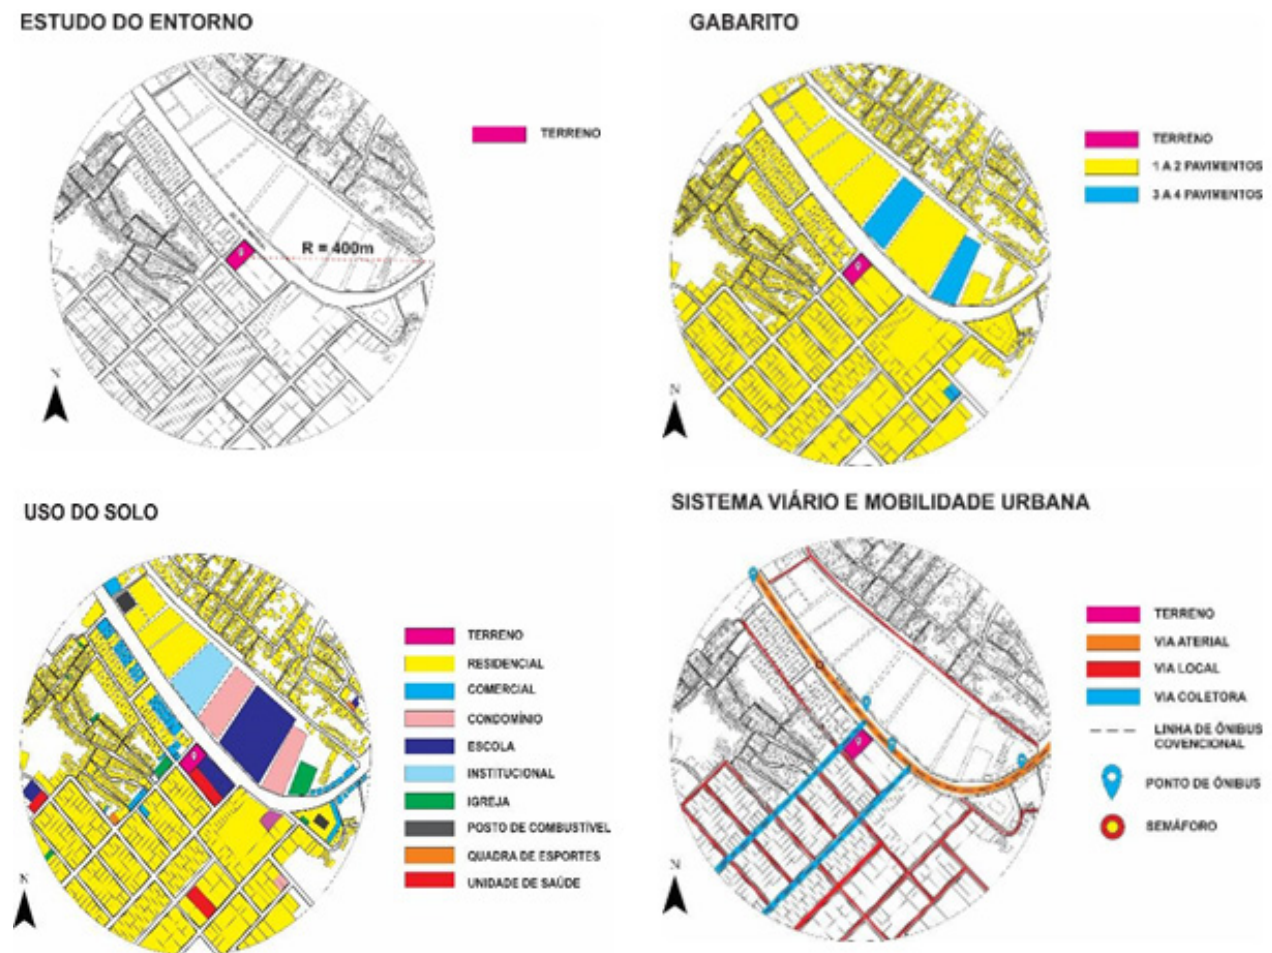 ESTUDO DO ENTORNO
TERRENO
R = 400m
N
GABARITO
TERRENO
1 A 2 PAVIMENTOS
3 A 4 PAVIMENTOS
N
USO DO SOLO
TERRENO
RESIDENCIAL
COMERCIAL
CONDOMÍNIO
ESCOLA
INSTITUCIONAL
IGREJA
POSTO DE COMBUSTÍVEL
QUADRA DE ESPORTES
UNIDADE DE SAÚDE
N
SISTEMA VIÁRIO E MOBILIDADE URBANA
TERRENO
VIA ATERIAL
VIA LOCAL
VIA COLETORA
LINHA DE ÔNIBUS
COVENCIONAL
PONTO DE ÔNIBUS
SEMÁFORO
N